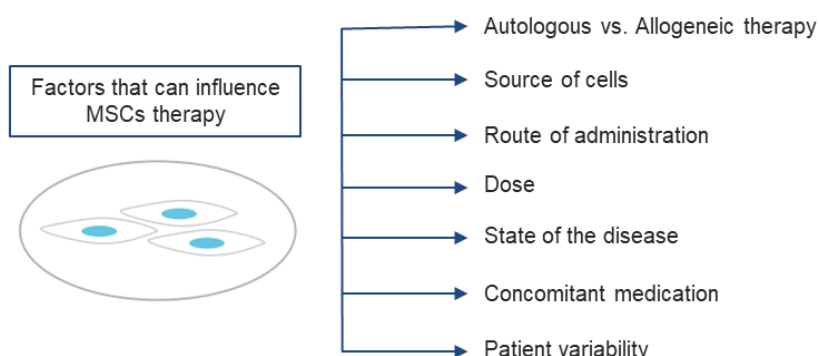 Factors that can influence
MSCs therapy
Autologous vs. Allogeneic therapy
Source of cells
Route of administration
Dose
State of the disease
Concomitant medication
Patient variability